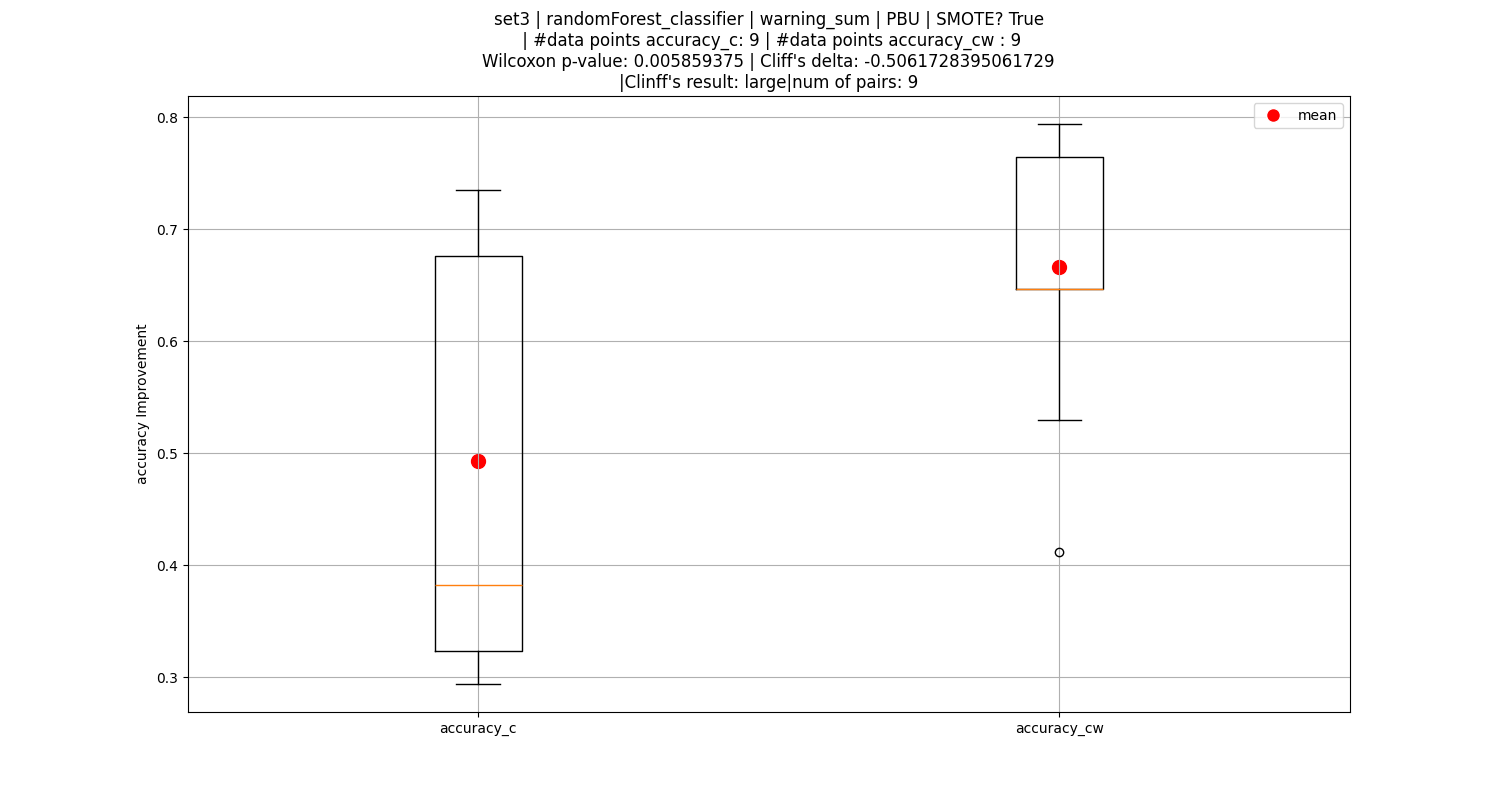 set3 | randomForest_classifier | warning_sum | PBU | SMOTE? True
| #data points accuracy_c: 9 | #data points accuracy_cw : 9
Wilcoxon p-value: 0.005859375 | Cliff's delta: -0.5061728395061729
|Clinff's result: large|num of pairs: 9
mean
0.8
0.7
0.6
0.5
0.4
0.3
accuracy Improvement
accuracy_c
accuracy_cw